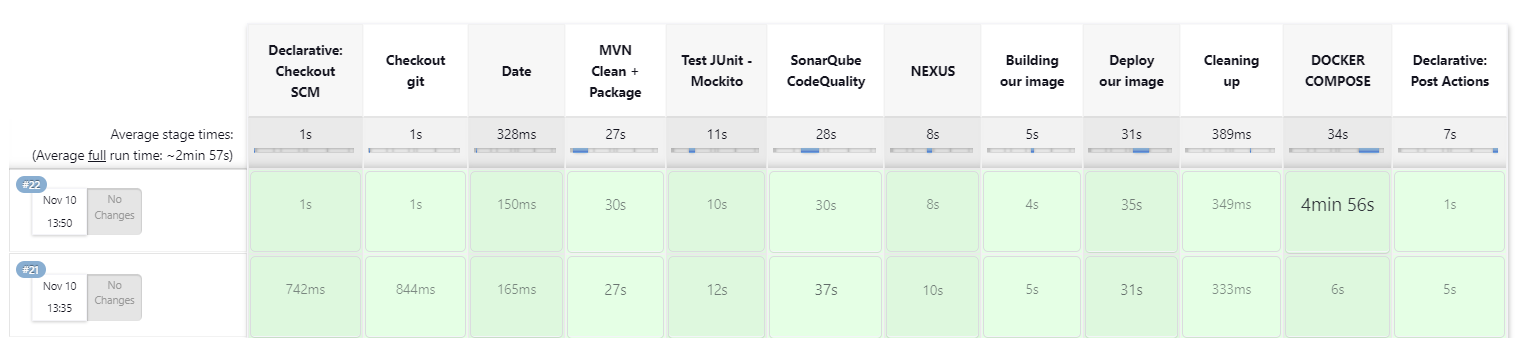 Declarative: Checkout SCM
Checkout git
Date
MVN Clean + Package
Test JUnit - Mockito
SonarQube CodeQuality
NEXUS
Building our image
Deploy our image
Cleaning up
DOCKER COMPOSE
Declarative: Post Actions
Average stage times:
(Average full run time: ~2min 57s)
1s
1s
328ms
27s
11s
28s
8s
5s
31s
389ms
34s
7s
#22
Nov 10
13:50
No
Changes
1s
1s
150ms
30s
10s
30s
8s
4s
35s
349ms
4min 56s
1s
#21
Nov 10
13:35
No
Changes
742ms
844ms
165ms
27s
12s
37s
10s
5s
31s
333ms
6s
5s